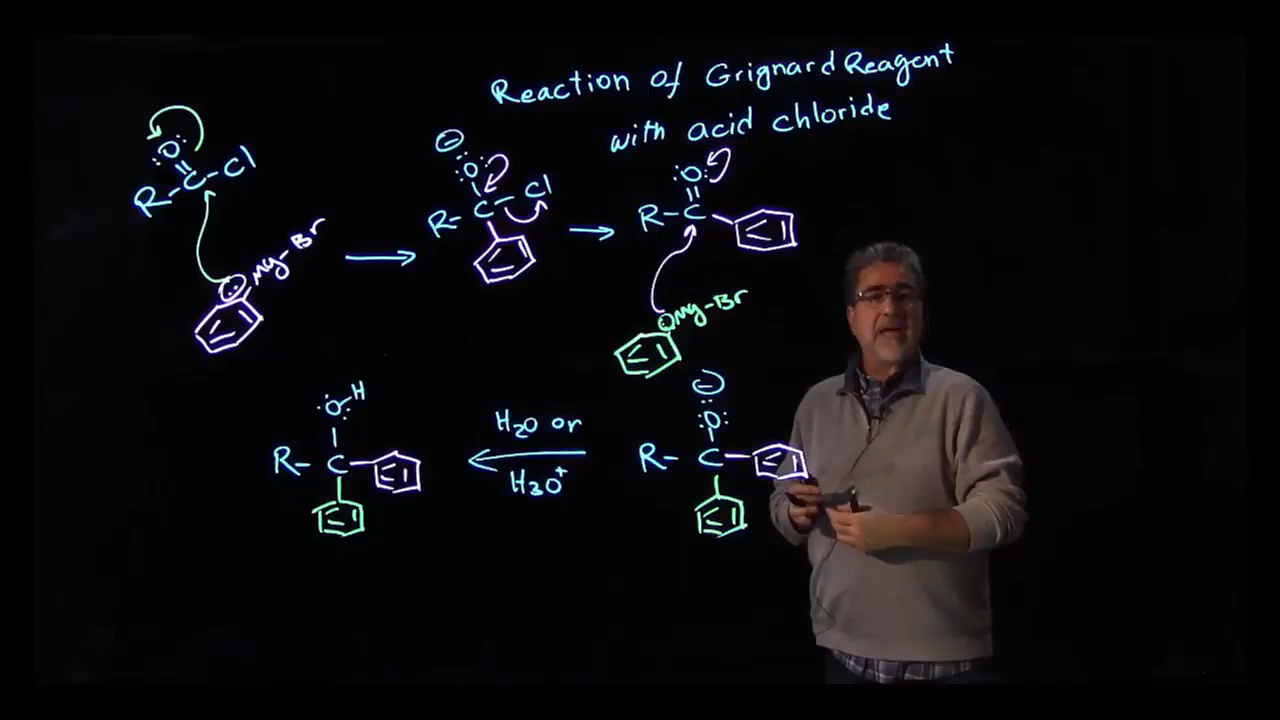 Reaction of Grignard Reagent
with acid chloride
O
R-C-Cl
Mg-Br
O
R-C-Cl
O
R-C
Mg-Br
O-H
R-C
H2O or
H3O+
O
R-C